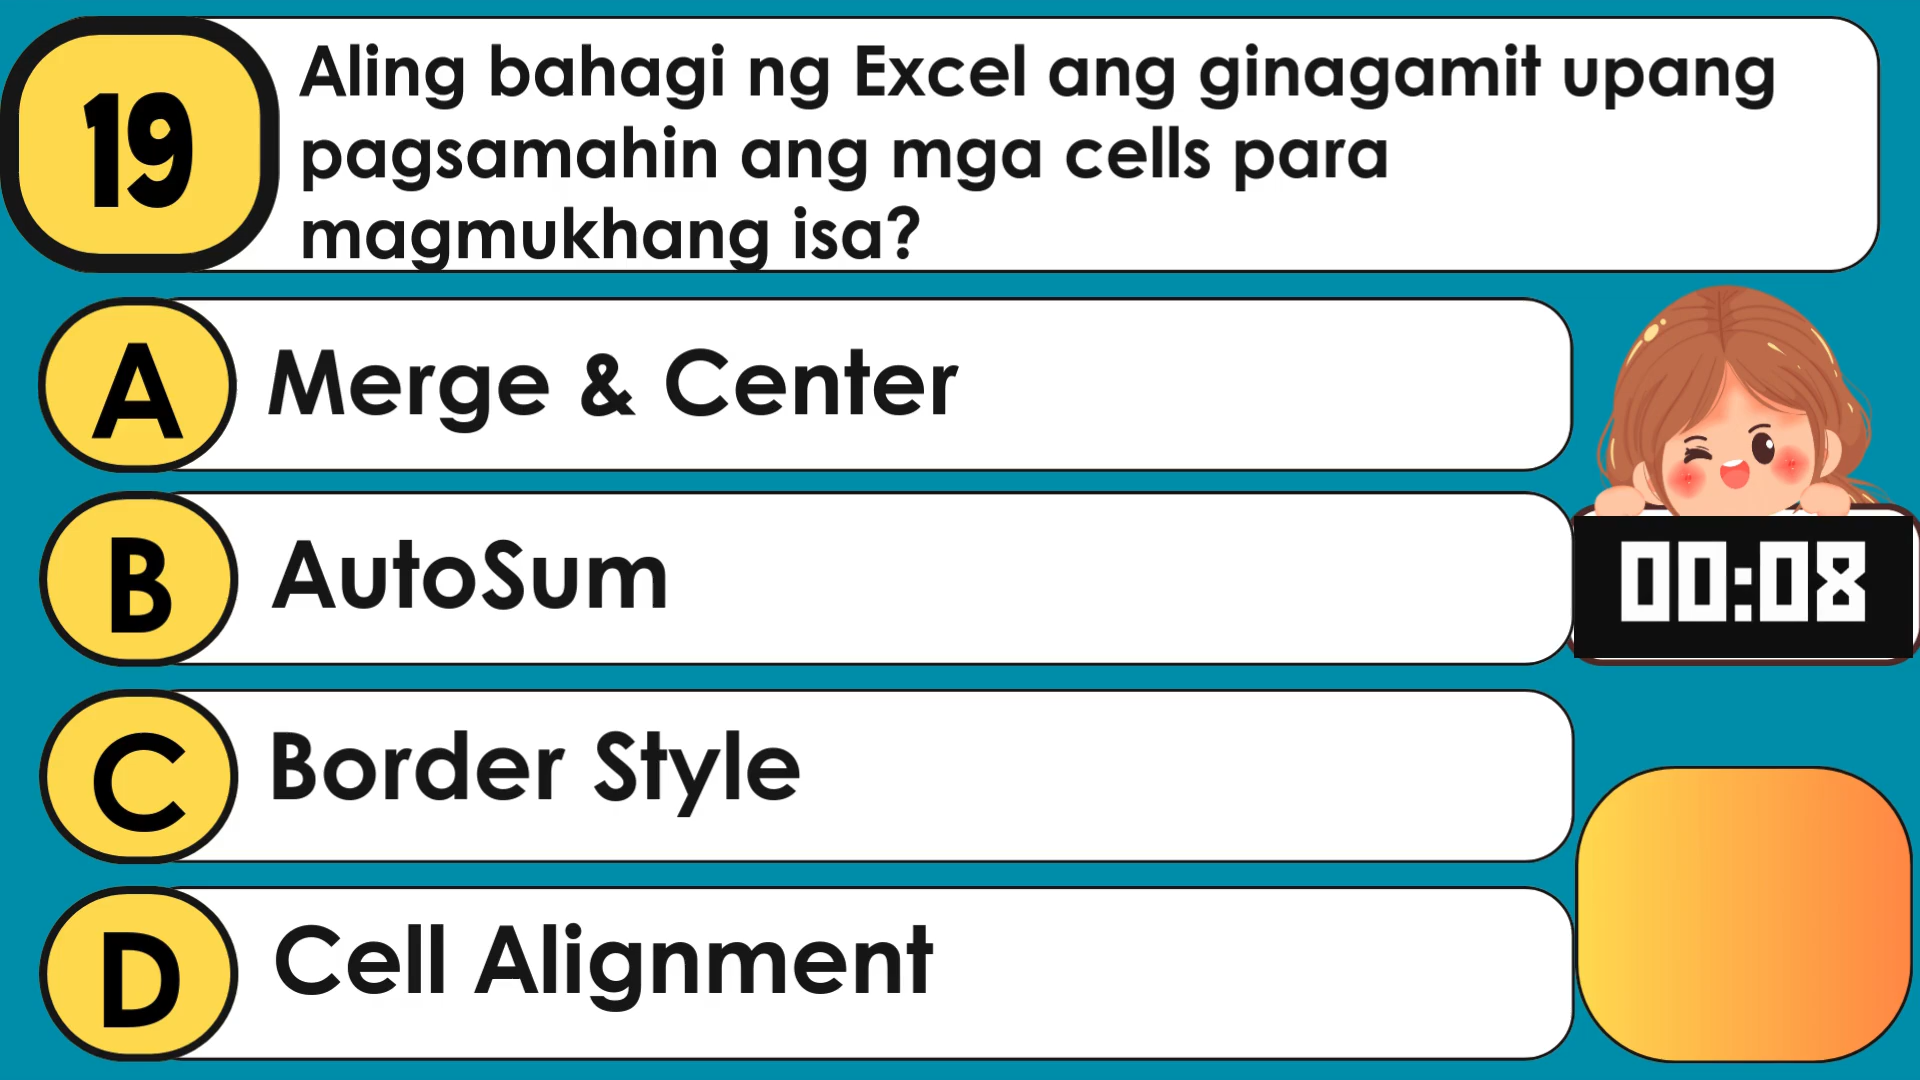 19
Aling bahagi ng Excel ang ginagamit upang
pagsamahin ang mga cells para
magmukhang isa?
A
Merge & Center
B
AutoSum
00:08
C
Border Style
D
Cell Alignment